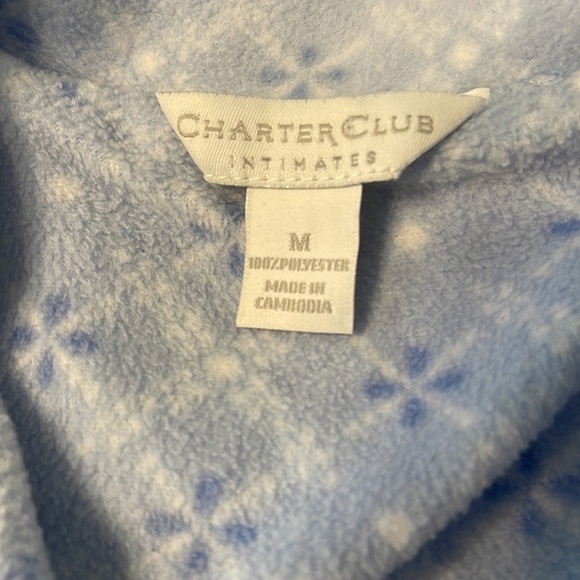 CHARTER CLUB
INTIMATES
M
100% POLYESTER
MADE IN
CAMBODIA